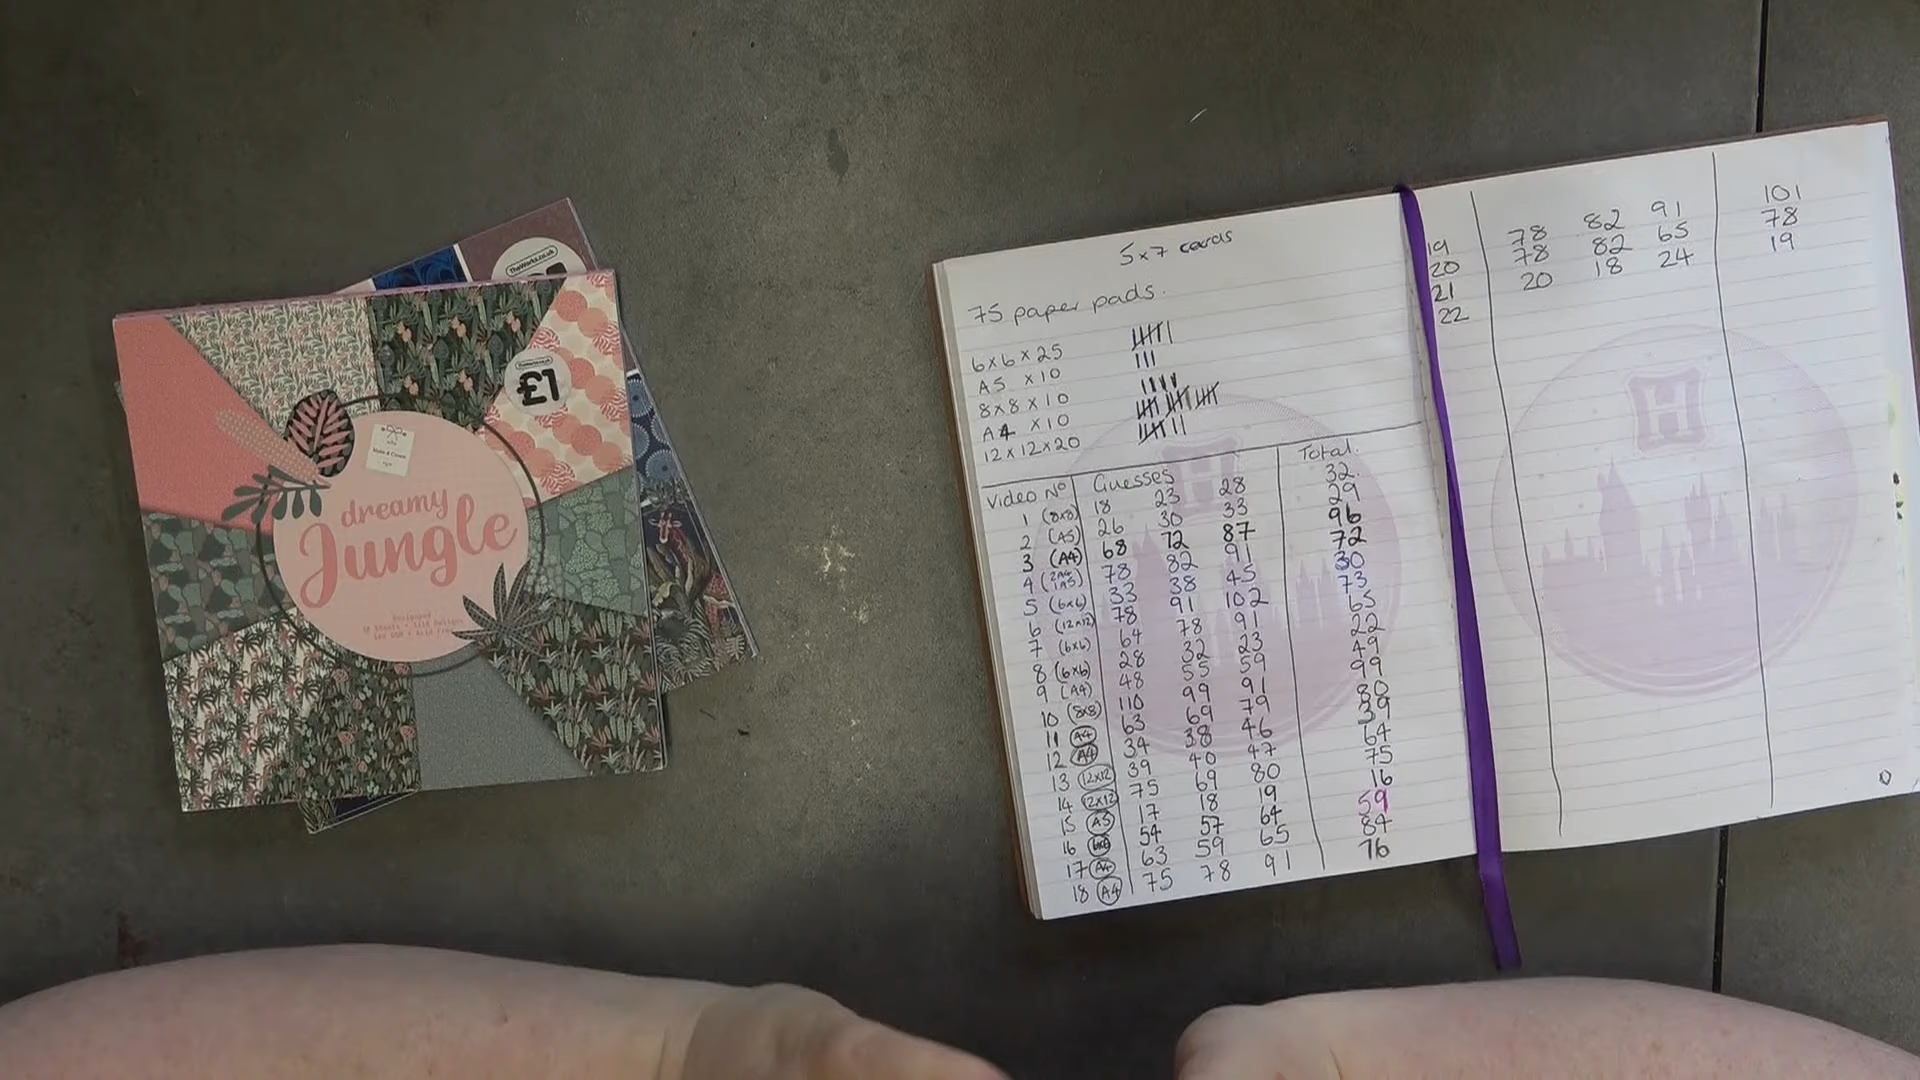 TheWorks.co.uk
£1
dreamy
Jungle
5x7 cards
75 paper pads.
6x6x25
A5 x10
8x8x10
A4 x10
12x12x20
Video No Guesses Total.
1 (8x8) 18 23 28 32.
2 (A5) 26 30 33 29
3 (A4) 68 72 87 96
4 (2A4 1A5) 78 82 91 72
5 (6x6) 33 38 45 30
6 (12x12) 78 91 102 73
7 (6x6) 64 78 91 65
8 (6x6) 28 32 23 22
9 (A4) 48 55 59 49
10 (8x8) 110 99 91 99
11 A4 63 69 79 80
12 A4 34 38 46 39
13 12x12 39 40 47 64
14 12x12 75 69 80 75
15 A5 17 18 19 16
16 6x6 54 57 64 59
17 A4 63 59 65 84
18 A4 75 78 91 76
19 78 82 91 101
20 78 82 65 78
21 20 18 24 19
22
H